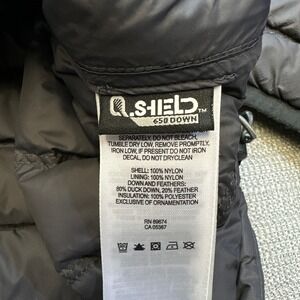 Q.SHIELD™
650 DOWN
SEPARATELY, DO NOT BLEACH,
TUMBLE DRY LOW, REMOVE PROMPTLY,
IRON LOW, IF PRESENT DO NOT IRON
DECAL, DO NOT DRYCLEAN
SHELL: 100% NYLON
LINING: 100% NYLON
DOWN AND FEATHERS:
80% DUCK DOWN, 20% FEATHER
INSULATION: 100% POLYESTER
EXCLUSIVE OF ORNAMENTATION
RN 89674
CA 05367